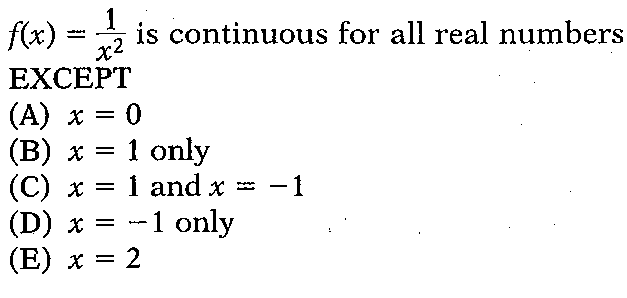 f(x) = 1/x² is continuous for all real numbers
EXCEPT
(A) x = 0
(B) x = 1 only
(C) x = 1 and x = −1
(D) x = −1 only
(E) x = 2